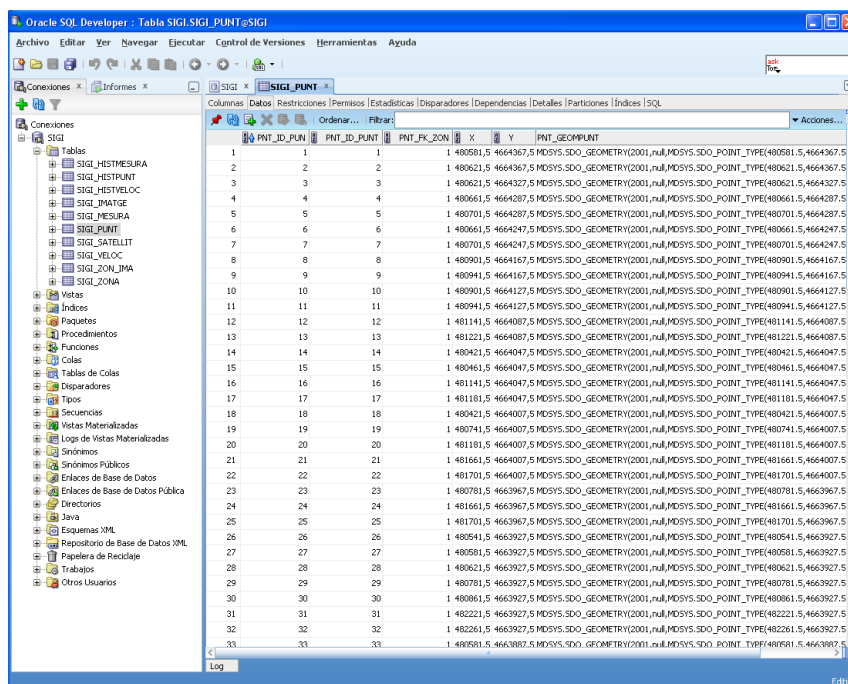 Oracle SQL Developer : Tabla SIGI.SIGI_PUNT@SIGI
Archivo Editar Ver Navegar Ejecutar Control de Versiones Herramientas Ayuda
ask
Tom
Conexiones Informes SIGI SIGI_PUNT
Columnas Datos Restricciones Permisos Estadísticas Disparadores Dependencias Detalles Particiones Índices SQL
Ordenar... Filtrar: Acciones...
Conexiones
SIGI
Tablas
SIGI_HISTMESURA
SIGI_HISTPUNT
SIGI_HISTVELOC
SIGI_IMATGE
SIGI_MESURA
SIGI_PUNT
SIGI_SATELLIT
SIGI_VELOC
SIGI_ZON_IMA
SIGI_ZONA
Vistas
Índices
Paquetes
Procedimientos
Funciones
Colas
Tablas de Colas
Disparadores
Tipos
Secuencias
Vistas Materializadas
Logs de Vistas Materializadas
Sinónimos
Sinónimos Públicos
Enlaces de Base de Datos
Enlaces de Base de Datos Pública
Directorios
Java
Esquemas XML
Repositorio de Base de Datos XML
Papelera de Reciclaje
Trabajos
Otros Usuarios
PNT_ID_PUN PNT_ID_PUNT PNT_FK_ZON X Y PNT_GEOMPUNT
1 1 1 1 480581,5 4664367,5 MDSYS.SDO_GEOMETRY(2001,null,MDSYS.SDO_POINT_TYPE(480581.5,4664367.5
2 2 2 1 480621,5 4664367,5 MDSYS.SDO_GEOMETRY(2001,null,MDSYS.SDO_POINT_TYPE(480621.5,4664367.5
3 3 3 1 480621,5 4664327,5 MDSYS.SDO_GEOMETRY(2001,null,MDSYS.SDO_POINT_TYPE(480621.5,4664327.5
4 4 4 1 480661,5 4664287,5 MDSYS.SDO_GEOMETRY(2001,null,MDSYS.SDO_POINT_TYPE(480661.5,4664287.5
5 5 5 1 480701,5 4664287,5 MDSYS.SDO_GEOMETRY(2001,null,MDSYS.SDO_POINT_TYPE(480701.5,4664287.5
6 6 6 1 480661,5 4664247,5 MDSYS.SDO_GEOMETRY(2001,null,MDSYS.SDO_POINT_TYPE(480661.5,4664247.5
7 7 7 1 480701,5 4664247,5 MDSYS.SDO_GEOMETRY(2001,null,MDSYS.SDO_POINT_TYPE(480701.5,4664247.5
8 8 8 1 480901,5 4664167,5 MDSYS.SDO_GEOMETRY(2001,null,MDSYS.SDO_POINT_TYPE(480901.5,4664167.5
9 9 9 1 480941,5 4664167,5 MDSYS.SDO_GEOMETRY(2001,null,MDSYS.SDO_POINT_TYPE(480941.5,4664167.5
10 10 10 1 480901,5 4664127,5 MDSYS.SDO_GEOMETRY(2001,null,MDSYS.SDO_POINT_TYPE(480901.5,4664127.5
11 11 11 1 480941,5 4664127,5 MDSYS.SDO_GEOMETRY(2001,null,MDSYS.SDO_POINT_TYPE(480941.5,4664127.5
12 12 12 1 481141,5 4664087,5 MDSYS.SDO_GEOMETRY(2001,null,MDSYS.SDO_POINT_TYPE(481141.5,4664087.5
13 13 13 1 481221,5 4664087,5 MDSYS.SDO_GEOMETRY(2001,null,MDSYS.SDO_POINT_TYPE(481221.5,4664087.5
14 14 14 1 480421,5 4664047,5 MDSYS.SDO_GEOMETRY(2001,null,MDSYS.SDO_POINT_TYPE(480421.5,4664047.5
15 15 15 1 480461,5 4664047,5 MDSYS.SDO_GEOMETRY(2001,null,MDSYS.SDO_POINT_TYPE(480461.5,4664047.5
16 16 16 1 481141,5 4664047,5 MDSYS.SDO_GEOMETRY(2001,null,MDSYS.SDO_POINT_TYPE(481141.5,4664047.5
17 17 17 1 481181,5 4664047,5 MDSYS.SDO_GEOMETRY(2001,null,MDSYS.SDO_POINT_TYPE(481181.5,4664047.5
18 18 18 1 480421,5 4664007,5 MDSYS.SDO_GEOMETRY(2001,null,MDSYS.SDO_POINT_TYPE(480421.5,4664007.5
19 19 19 1 480741,5 4664007,5 MDSYS.SDO_GEOMETRY(2001,null,MDSYS.SDO_POINT_TYPE(480741.5,4664007.5
20 20 20 1 481181,5 4664007,5 MDSYS.SDO_GEOMETRY(2001,null,MDSYS.SDO_POINT_TYPE(481181.5,4664007.5
21 21 21 1 481661,5 4664007,5 MDSYS.SDO_GEOMETRY(2001,null,MDSYS.SDO_POINT_TYPE(481661.5,4664007.5
22 22 22 1 481701,5 4664007,5 MDSYS.SDO_GEOMETRY(2001,null,MDSYS.SDO_POINT_TYPE(481701.5,4664007.5
23 23 23 1 480781,5 4663967,5 MDSYS.SDO_GEOMETRY(2001,null,MDSYS.SDO_POINT_TYPE(480781.5,4663967.5
24 24 24 1 481661,5 4663967,5 MDSYS.SDO_GEOMETRY(2001,null,MDSYS.SDO_POINT_TYPE(481661.5,4663967.5
25 25 25 1 481701,5 4663967,5 MDSYS.SDO_GEOMETRY(2001,null,MDSYS.SDO_POINT_TYPE(481701.5,4663967.5
26 26 26 1 480541,5 4663927,5 MDSYS.SDO_GEOMETRY(2001,null,MDSYS.SDO_POINT_TYPE(480541.5,4663927.5
27 27 27 1 480581,5 4663927,5 MDSYS.SDO_GEOMETRY(2001,null,MDSYS.SDO_POINT_TYPE(480581.5,4663927.5
28 28 28 1 480621,5 4663927,5 MDSYS.SDO_GEOMETRY(2001,null,MDSYS.SDO_POINT_TYPE(480621.5,4663927.5
29 29 29 1 480781,5 4663927,5 MDSYS.SDO_GEOMETRY(2001,null,MDSYS.SDO_POINT_TYPE(480781.5,4663927.5
30 30 30 1 480861,5 4663927,5 MDSYS.SDO_GEOMETRY(2001,null,MDSYS.SDO_POINT_TYPE(480861.5,4663927.5
31 31 31 1 482221,5 4663927,5 MDSYS.SDO_GEOMETRY(2001,null,MDSYS.SDO_POINT_TYPE(482221.5,4663927.5
32 32 32 1 482261,5 4663927,5 MDSYS.SDO_GEOMETRY(2001,null,MDSYS.SDO_POINT_TYPE(482261.5,4663927.5
33 33 33 1 480581,5 4663887,5 MDSYS.SDO_GEOMETRY(2001,null,MDSYS.SDO_POINT_TYPE(480581.5,4663887.5
Log
Editi